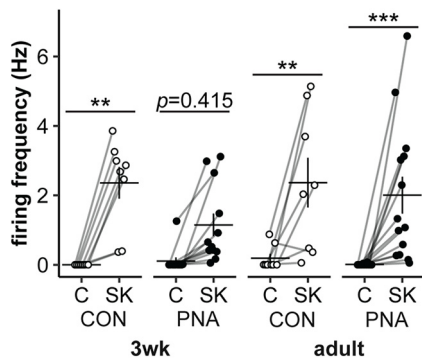 firing frequency (Hz)
6
4
2
0
** p=0.415 ** ***
C SK C SK C SK C SK
CON PNA CON PNA
3wk adult